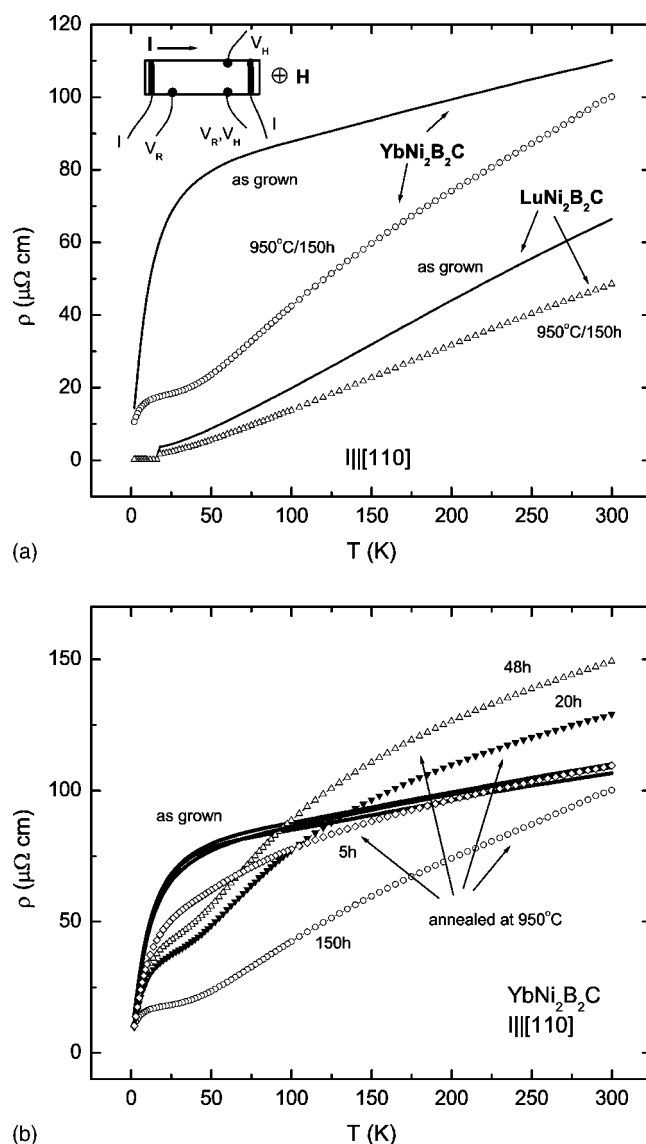 120
100
80
60
40
20
0
ρ (μΩ cm)
I
V_H
⊕ H
I
V_R
V_R, V_H
I
YbNi₂B₂C
as grown
LuNi₂B₂C
950°C/150h
as grown
950°C/150h
I||[110]
0 50 100 150 200 250 300
(a)
T (K)
150
100
50
0
ρ (μΩ cm)
48h
20h
as grown
5h
annealed at 950°C
150h
YbNi₂B₂C
I||[110]
0 50 100 150 200 250 300
(b)
T (K)